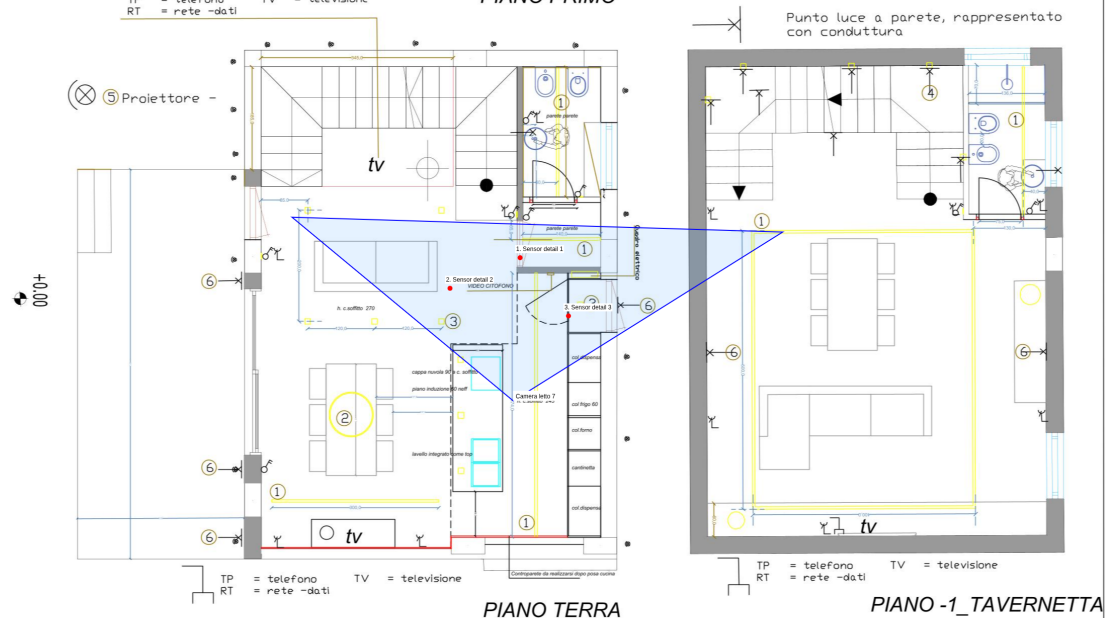 TP = telefono TV = televisione
RT = rete -dati
PIANO PRIMO
Punto luce a parete, rappresentato
con conduttura
5 Proiettore -
tv
1
parete parete
4
1
parete parete
1
Quadro elettrico
1. Sensor detail 1
2. Sensor detail 2
VIDEO CITOFONO
3. Sensor detail 3
h. c.soffitto 270
3
6
6
+0.00
col.dispensa
cappa nuvola 90 a c. soffitto
piano induzione 80 neff
Camera letto 7
col frigo 60
2
col.forno
lavello integrato come top
cantinetta
6
1
col.dispensa
1
6
tv
Controparete da realizzarsi dopo posa cucina
TP = telefono TV = televisione
RT = rete -dati
PIANO TERRA
1
6
6
tv
TP = telefono TV = televisione
RT = rete -dati
PIANO -1_TAVERNETTA